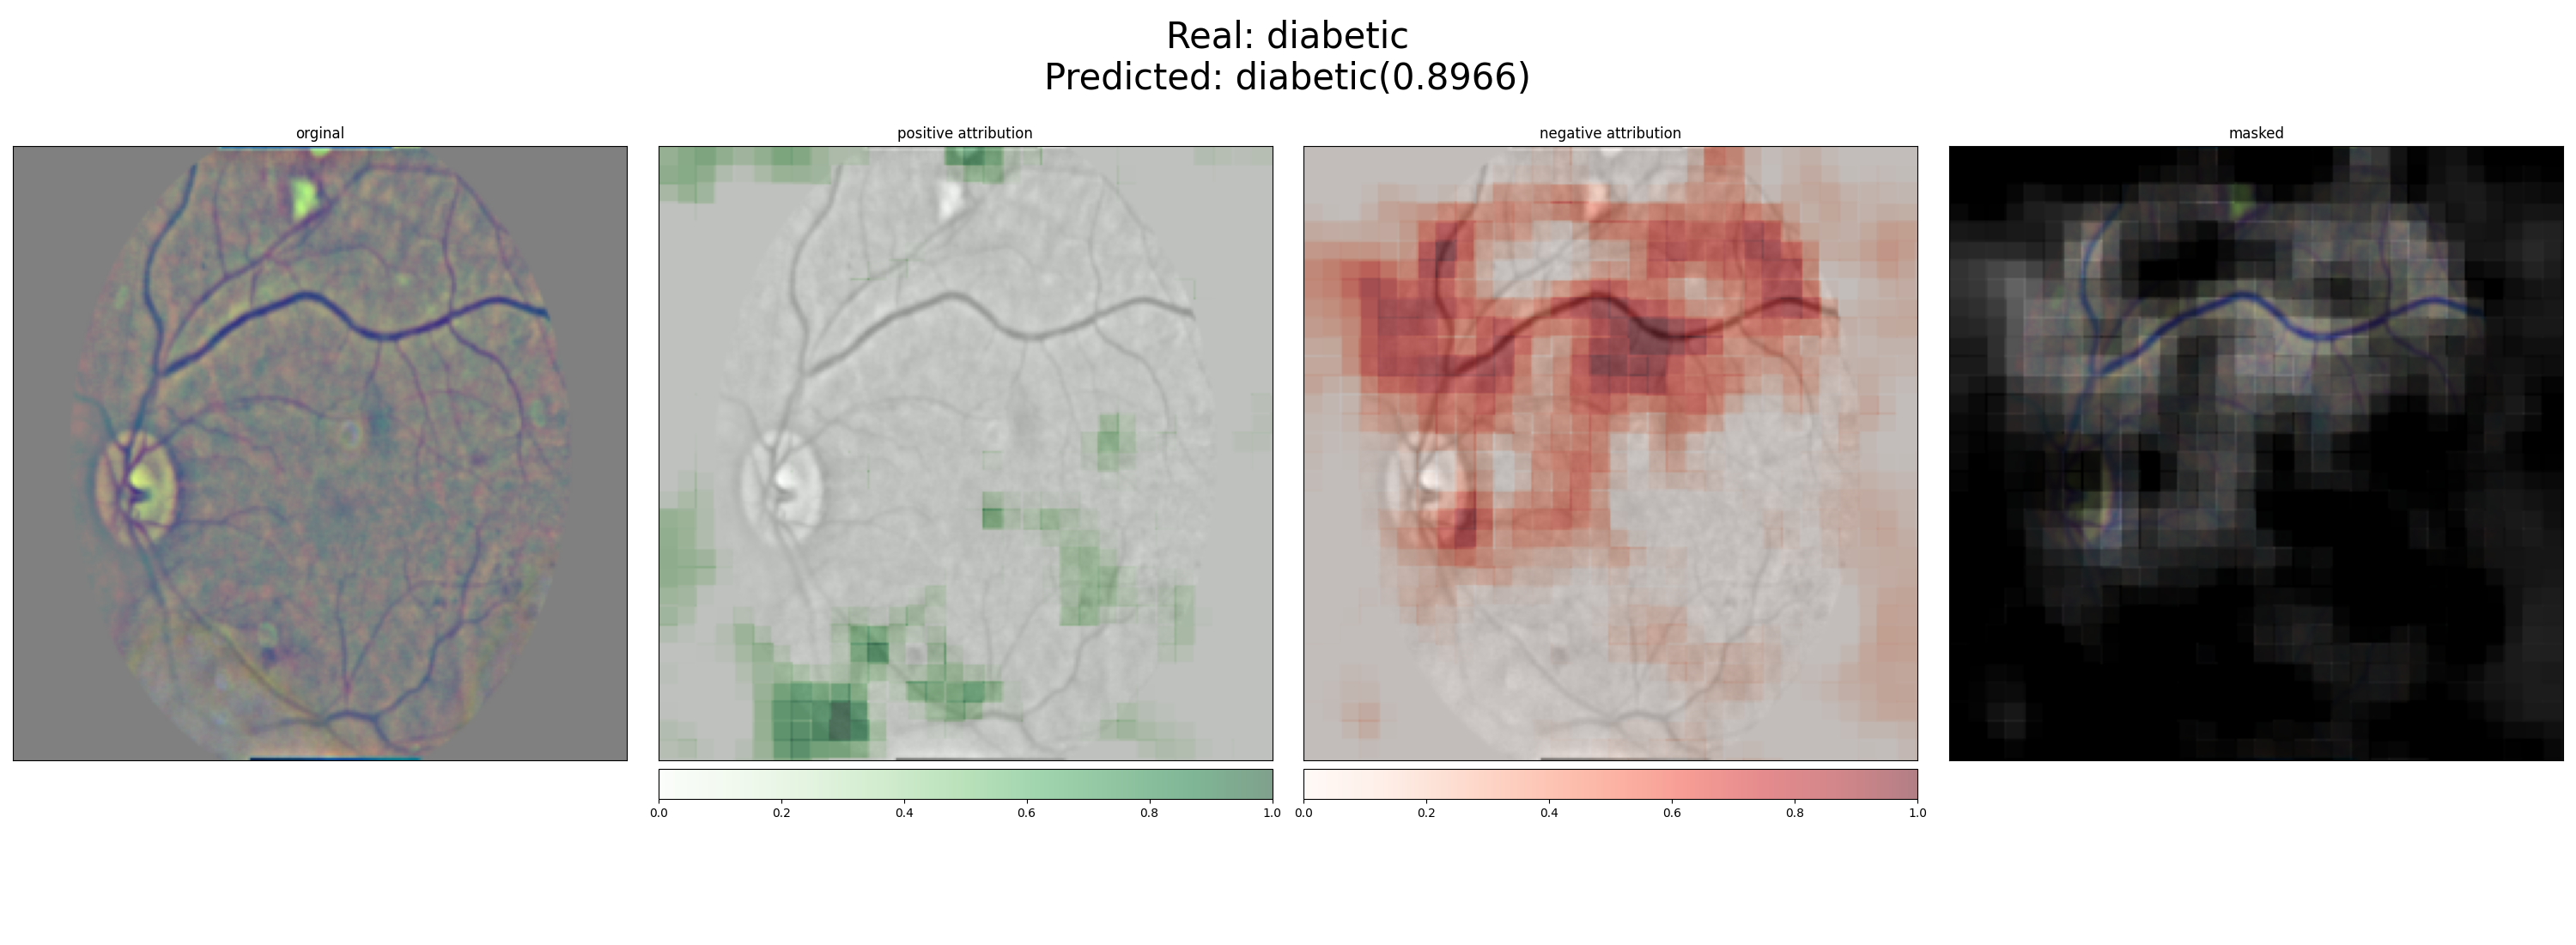 Real: diabetic
Predicted: diabetic(0.8966)
orginal
positive attribution
negative attribution
masked
0.0 0.2 0.4 0.6 0.8 1.0
0.0 0.2 0.4 0.6 0.8 1.0